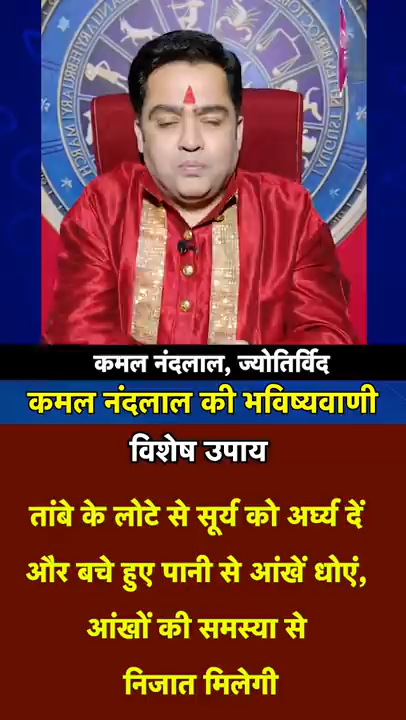 कमल नंदलाल, ज्योतिर्विद
कमल नंदलाल की भविष्यवाणी
विशेष उपाय
तांबे के लोटे से सूर्य को अर्घ्य दें
और बचे हुए पानी से आंखें धोएं,
आंखों की समस्या से
निजात मिलेगी